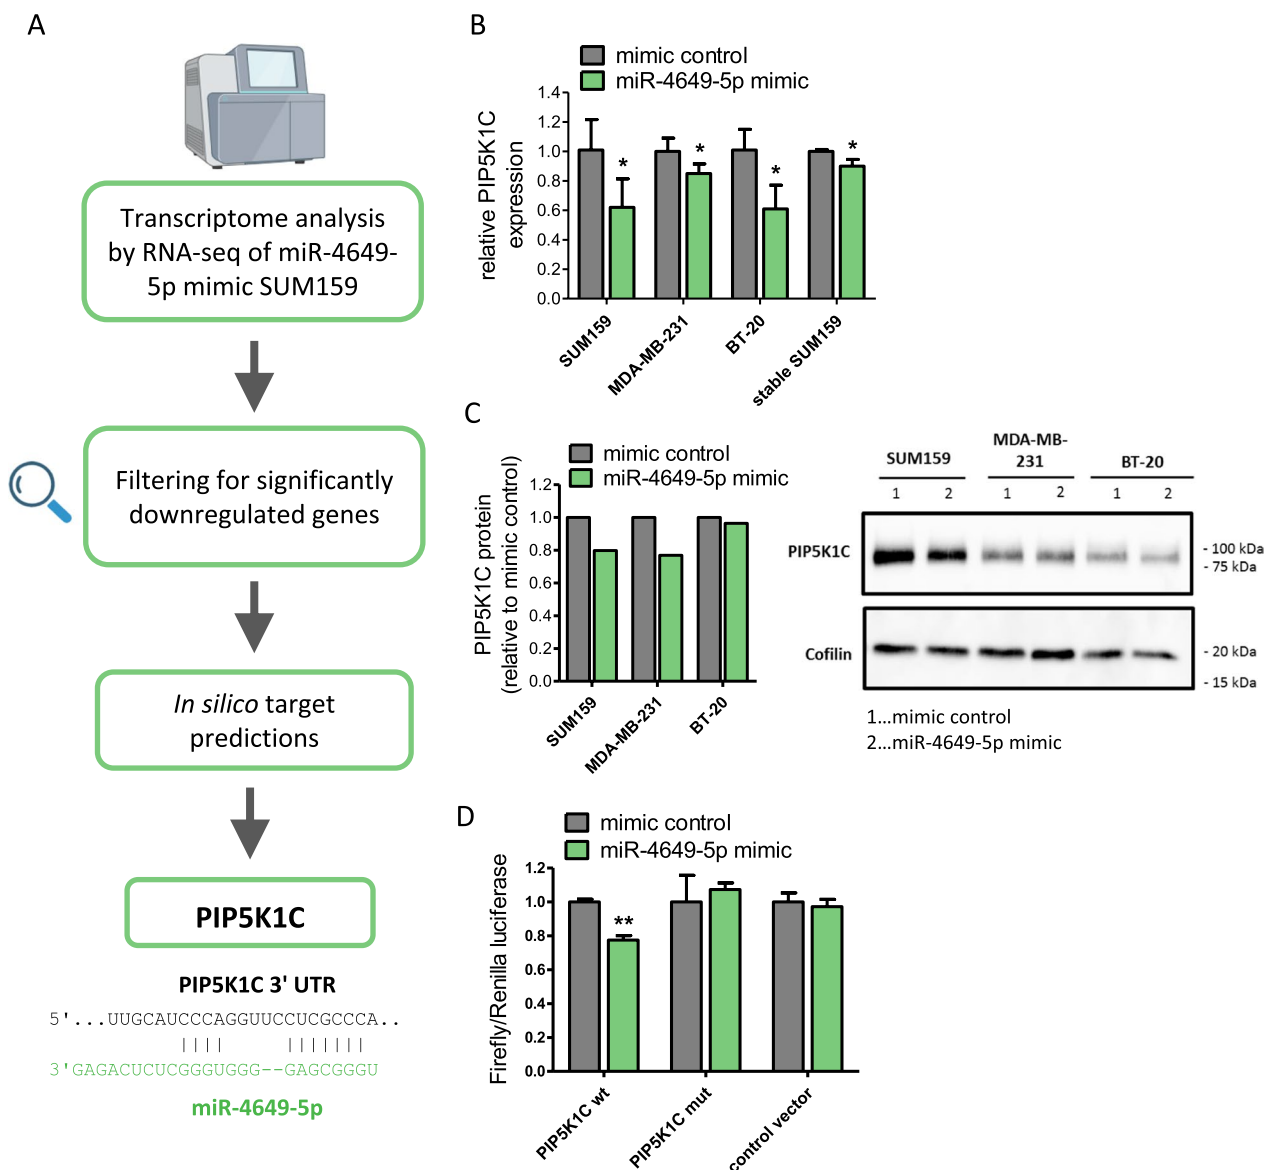 A
Transcriptome analysis
by RNA-seq of miR-4649-
5p mimic SUM159
Filtering for significantly
downregulated genes
In silico target
predictions
PIP5K1C
PIP5K1C 3' UTR
5'...UUGCAUCCCAGGUUCCUCGCCCA..
|||| |||||||
3'GAGACUCUCGGGUGGG--GAGCGGGU
miR-4649-5p
B
mimic control
miR-4649-5p mimic
relative PIP5K1C
expression
1.4
1.2
1.0
0.8
0.6
0.4
0.2
0.0
*
*
*
*
SUM159
MDA-MB-231
BT-20
stable SUM159
C
mimic control
miR-4649-5p mimic
PIP5K1C protein
(relative to mimic control)
1.2
1.0
0.8
0.6
0.4
0.2
0.0
SUM159
MDA-MB-231
BT-20
SUM159
MDA-MB-
231
BT-20
1 2 1 2 1 2
PIP5K1C
- 100 kDa
- 75 kDa
Cofilin
- 20 kDa
- 15 kDa
1...mimic control
2...miR-4649-5p mimic
D
mimic control
miR-4649-5p mimic
Firefly/Renilla luciferase
1.2
1.0
0.8
0.6
0.4
0.2
0.0
**
PIP5K1C wt
PIP5K1C mut
control vector